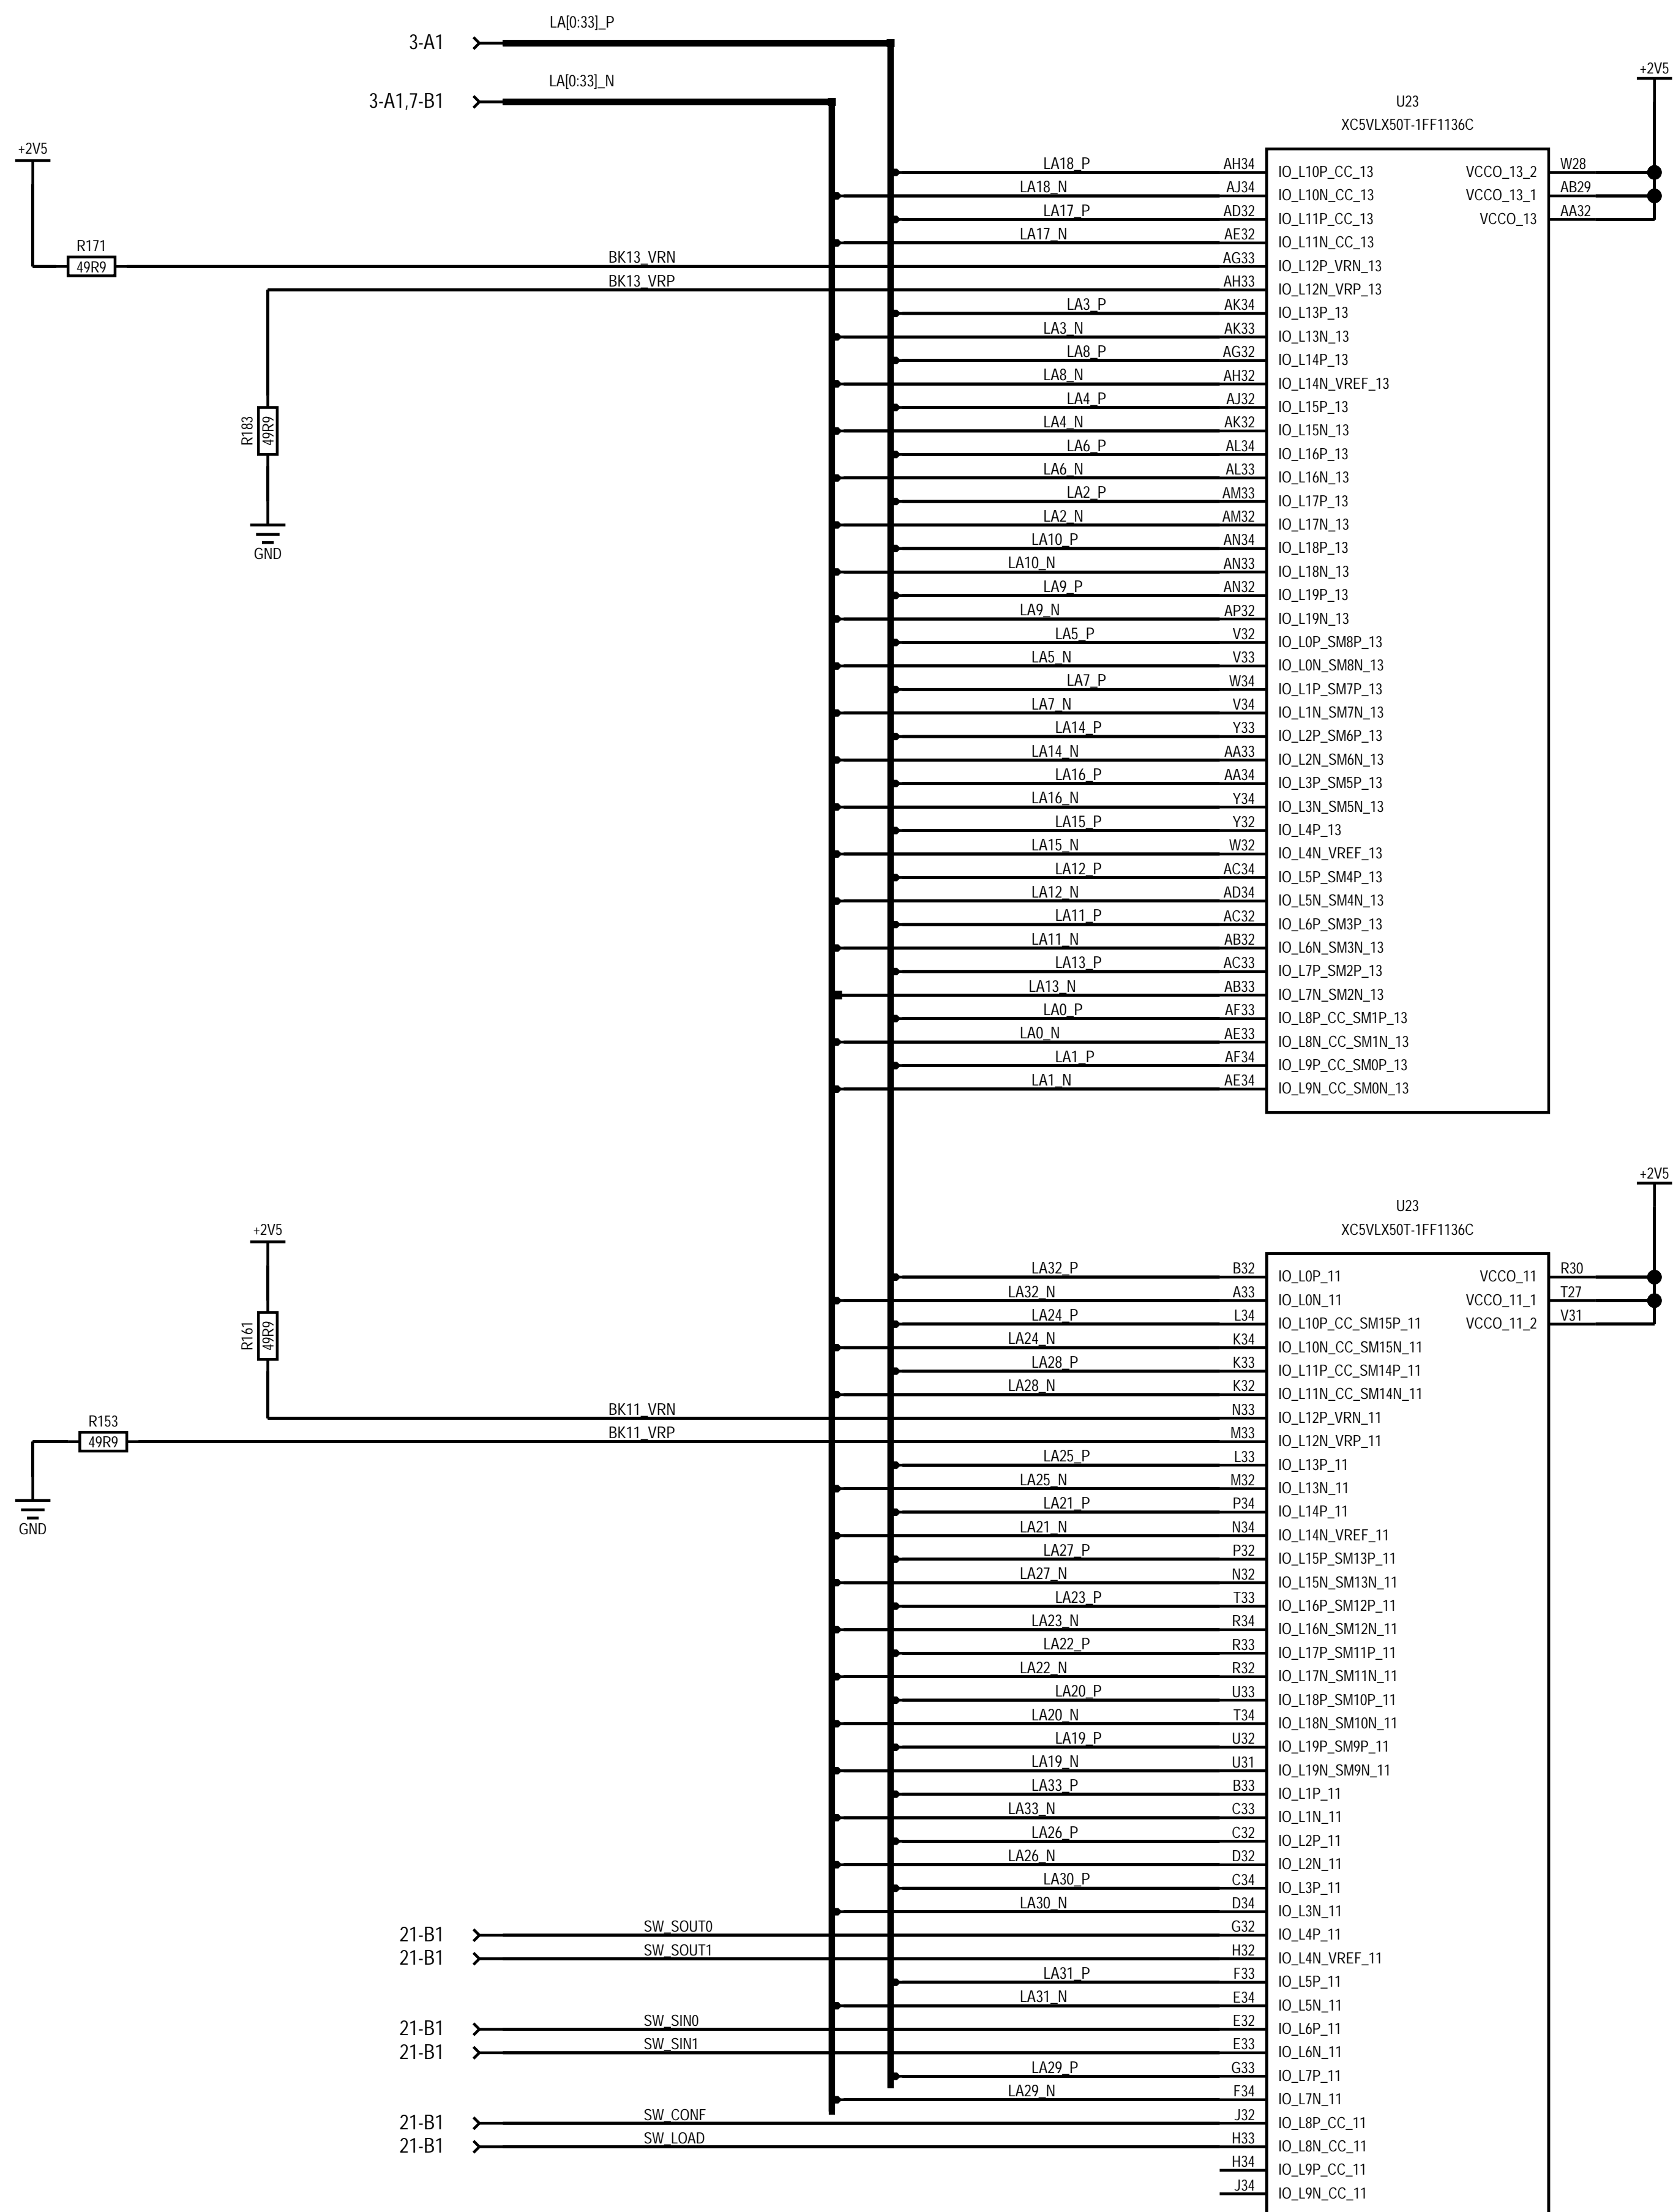 LA[0:33]_P
3-A1
LA[0:33]_N
3-A1,7-B1
+2V5
U23
XC5VLX50T-1FF1136C
+2V5
LA18_P AH34 IO_L10P_CC_13 VCCO_13_2 W28
LA18_N AJ34 IO_L10N_CC_13 VCCO_13_1 AB29
LA17_P AD32 IO_L11P_CC_13 VCCO_13 AA32
LA17_N AE32 IO_L11N_CC_13
R171
49R9
BK13_VRN AG33 IO_L12P_VRN_13
BK13_VRP AH33 IO_L12N_VRP_13
LA3_P AK34 IO_L13P_13
LA3_N AK33 IO_L13N_13
LA8_P AG32 IO_L14P_13
LA8_N AH32 IO_L14N_VREF_13
LA4_P AJ32 IO_L15P_13
LA4_N AK32 IO_L15N_13
R183
49R9
LA6_P AL34 IO_L16P_13
LA6_N AL33 IO_L16N_13
LA2_P AM33 IO_L17P_13
LA2_N AM32 IO_L17N_13
GND
LA10_P AN34 IO_L18P_13
LA10_N AN33 IO_L18N_13
LA9_P AN32 IO_L19P_13
LA9_N AP32 IO_L19N_13
LA5_P V32 IO_L0P_SM8P_13
LA5_N V33 IO_L0N_SM8N_13
LA7_P W34 IO_L1P_SM7P_13
LA7_N V34 IO_L1N_SM7N_13
LA14_P Y33 IO_L2P_SM6P_13
LA14_N AA33 IO_L2N_SM6N_13
LA16_P AA34 IO_L3P_SM5P_13
LA16_N Y34 IO_L3N_SM5N_13
LA15_P Y32 IO_L4P_13
LA15_N W32 IO_L4N_VREF_13
LA12_P AC34 IO_L5P_SM4P_13
LA12_N AD34 IO_L5N_SM4N_13
LA11_P AC32 IO_L6P_SM3P_13
LA11_N AB32 IO_L6N_SM3N_13
LA13_P AC33 IO_L7P_SM2P_13
LA13_N AB33 IO_L7N_SM2N_13
LA0_P AF33 IO_L8P_CC_SM1P_13
LA0_N AE33 IO_L8N_CC_SM1N_13
LA1_P AF34 IO_L9P_CC_SM0P_13
LA1_N AE34 IO_L9N_CC_SM0N_13
+2V5
U23
XC5VLX50T-1FF1136C
+2V5
LA32_P B32 IO_L0P_11 VCCO_11 R30
LA32_N A33 IO_L0N_11 VCCO_11_1 T27
LA24_P L34 IO_L10P_CC_SM15P_11 VCCO_11_2 V31
R161
49R9
LA24_N K34 IO_L10N_CC_SM15N_11
LA28_P K33 IO_L11P_CC_SM14P_11
LA28_N K32 IO_L11N_CC_SM14N_11
BK11_VRN N33 IO_L12P_VRN_11
R153
49R9
BK11_VRP M33 IO_L12N_VRP_11
LA25_P L33 IO_L13P_11
LA25_N M32 IO_L13N_11
LA21_P P34 IO_L14P_11
GND
LA21_N N34 IO_L14N_VREF_11
LA27_P P32 IO_L15P_SM13P_11
LA27_N N32 IO_L15N_SM13N_11
LA23_P T33 IO_L16P_SM12P_11
LA23_N R34 IO_L16N_SM12N_11
LA22_P R33 IO_L17P_SM11P_11
LA22_N R32 IO_L17N_SM11N_11
LA20_P U33 IO_L18P_SM10P_11
LA20_N T34 IO_L18N_SM10N_11
LA19_P U32 IO_L19P_SM9P_11
LA19_N U31 IO_L19N_SM9N_11
LA33_P B33 IO_L1P_11
LA33_N C33 IO_L1N_11
LA26_P C32 IO_L2P_11
LA26_N D32 IO_L2N_11
LA30_P C34 IO_L3P_11
LA30_N D34 IO_L3N_11
21-B1 SW_SOUT0 G32 IO_L4P_11
21-B1 SW_SOUT1 H32 IO_L4N_VREF_11
LA31_P F33 IO_L5P_11
LA31_N E34 IO_L5N_11
21-B1 SW_SIN0 E32 IO_L6P_11
21-B1 SW_SIN1 E33 IO_L6N_11
LA29_P G33 IO_L7P_11
LA29_N F34 IO_L7N_11
21-B1 SW_CONF J32 IO_L8P_CC_11
21-B1 SW_LOAD H33 IO_L8N_CC_11
H34 IO_L9P_CC_11
J34 IO_L9N_CC_11